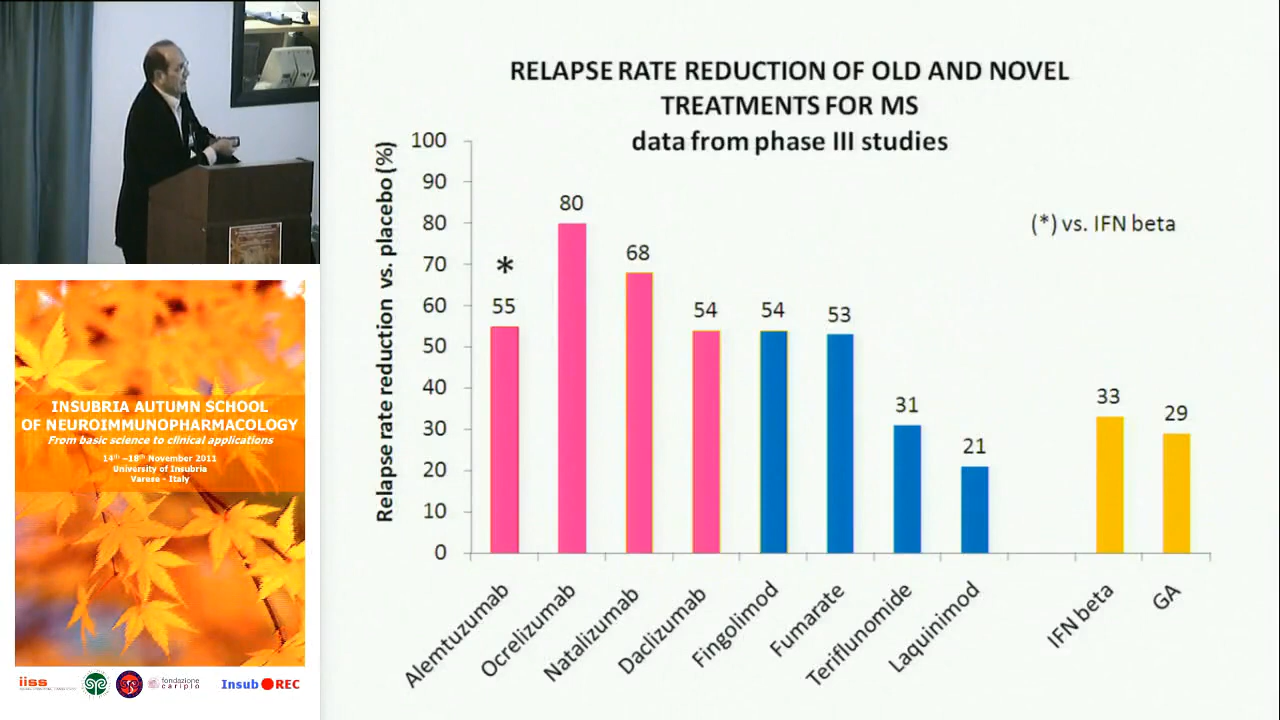 RELAPSE RATE REDUCTION OF OLD AND NOVEL
TREATMENTS FOR MS
data from phase III studies
Relapse rate reduction vs. placebo (%)
100
90
80
70
60
50
40
30
20
10
0
(*) vs. IFN beta
*
55
80
68
54
54
53
31
21
33
29
Alemtuzumab
Ocrelizumab
Natalizumab
Daclizumab
Fingolimod
Fumarate
Teriflunomide
Laquinimod
IFN beta
GA
INSUBRIA AUTUMN SCHOOL
OF NEUROIMMUNOPHARMACOLOGY
From basic science to clinical applications
14th –18th November 2011
University of Insubria
Varese - Italy
iiss
fondazione
cariplo
Insub REC